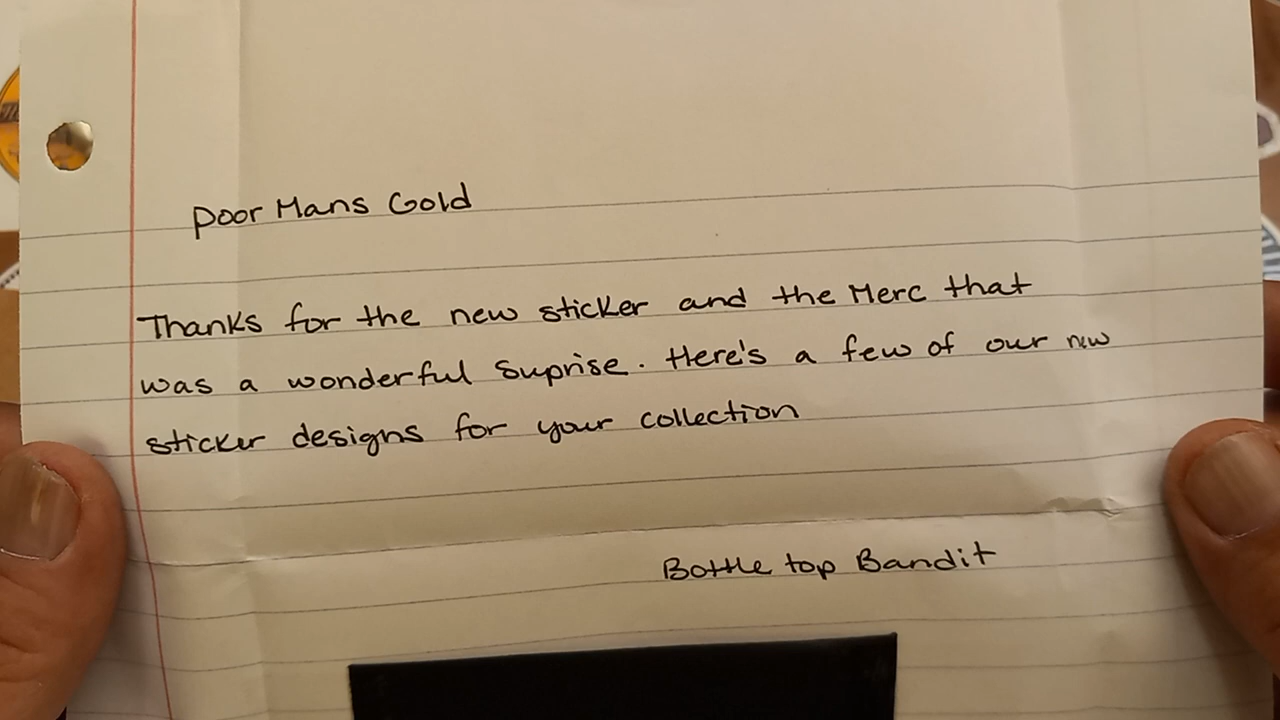 Poor Mans Gold
Thanks for the new sticker and the Merc that
was a wonderful Suprise. Here's a few of our new
sticker designs for your collection
Bottle top Bandit